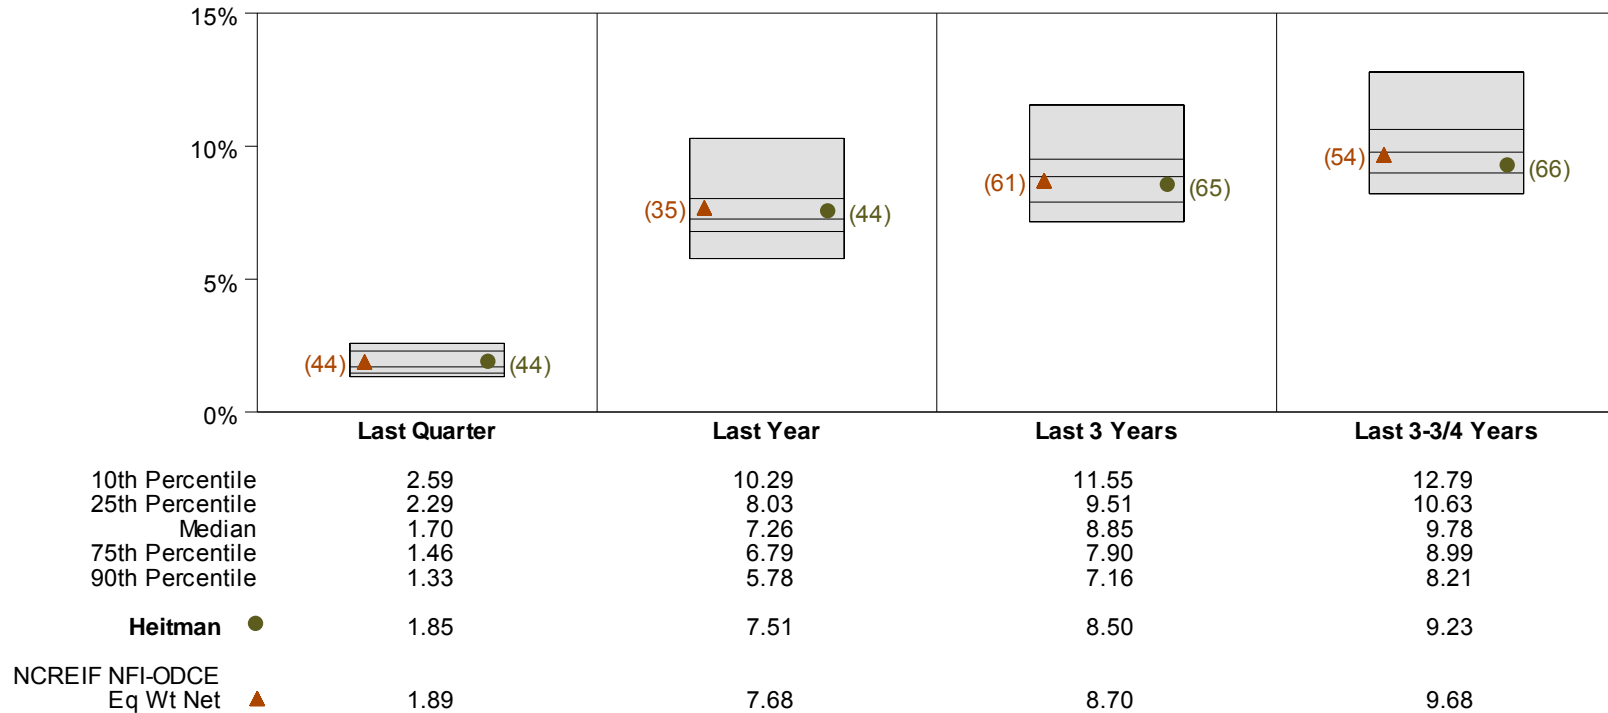 15%
10%
5%
0%
(44)
(44)
(35)
(44)
(61)
(65)
(54)
(66)
Last Quarter Last Year Last 3 Years Last 3-3/4 Years
10th Percentile 2.59 10.29 11.55 12.79
25th Percentile 2.29 8.03 9.51 10.63
Median 1.70 7.26 8.85 9.78
75th Percentile 1.46 6.79 7.90 8.99
90th Percentile 1.33 5.78 7.16 8.21
Heitman 1.85 7.51 8.50 9.23
NCREIF NFI-ODCE
Eq Wt Net 1.89 7.68 8.70 9.68